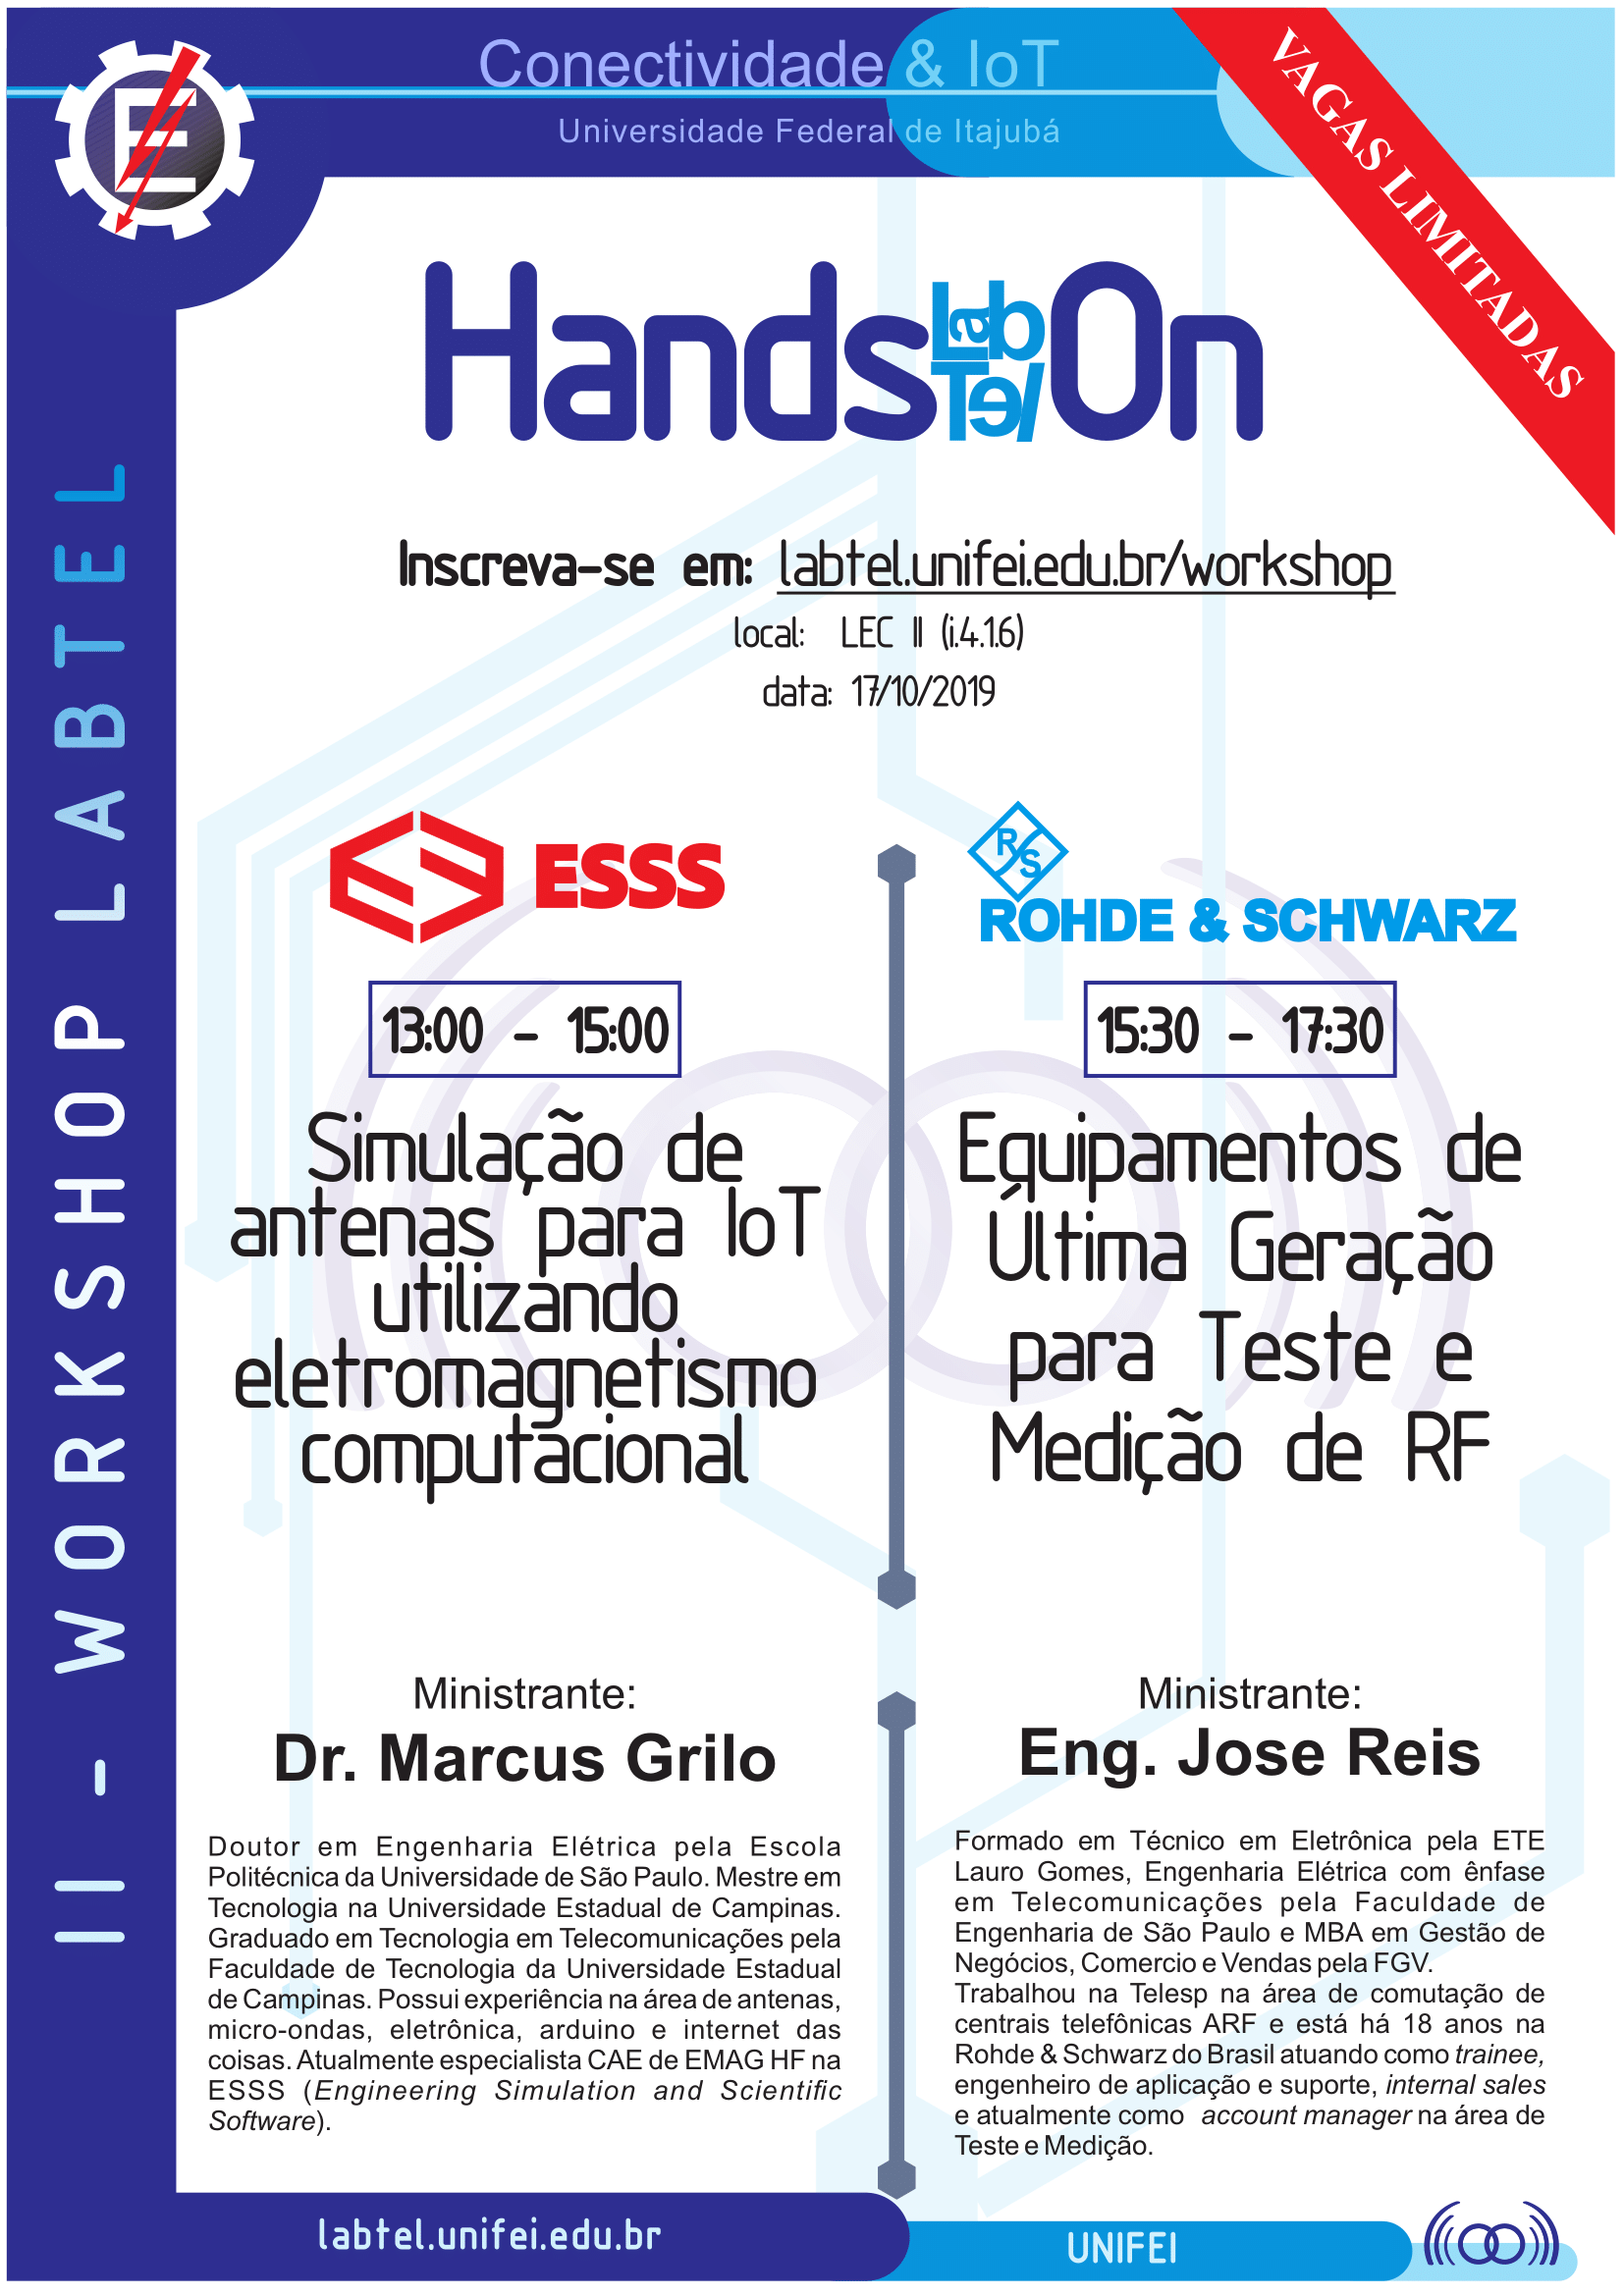 Conectividade & IoT
Universidade Federal de Itajubá
VAGAS LIMITADAS
E
Hands LabTel On
II - WORKSHOP LABTEL
Inscreva-se em: labtel.unifei.edu.br/workshop
local: LEC II (i.4.1.6)
data: 17/10/2019
ESSS
13:00 - 15:00
Simulação de
antenas para IoT
utilizando
eletromagnetismo
computacional
Ministrante:
Dr. Marcus Grilo
Doutor em Engenharia Elétrica pela Escola
Politécnica da Universidade de São Paulo. Mestre em
Tecnologia na Universidade Estadual de Campinas.
Graduado em Tecnologia em Telecomunicações pela
Faculdade de Tecnologia da Universidade Estadual
de Campinas. Possui experiência na área de antenas,
micro-ondas, eletrônica, arduino e internet das
coisas. Atualmente especialista CAE de EMAG HF na
ESSS (Engineering Simulation and Scientific
Software).
R S
ROHDE & SCHWARZ
15:30 - 17:30
Equipamentos de
Última Geração
para Teste e
Medição de RF
Ministrante:
Eng. Jose Reis
Formado em Técnico em Eletrônica pela ETE
Lauro Gomes, Engenharia Elétrica com ênfase
em Telecomunicações pela Faculdade de
Engenharia de São Paulo e MBA em Gestão de
Negócios, Comercio e Vendas pela FGV.
Trabalhou na Telesp na área de comutação de
centrais telefônicas ARF e está há 18 anos na
Rohde & Schwarz do Brasil atuando como trainee,
engenheiro de aplicação e suporte, internal sales
e atualmente como account manager na área de
Teste e Medição.
labtel.unifei.edu.br
UNIFEI